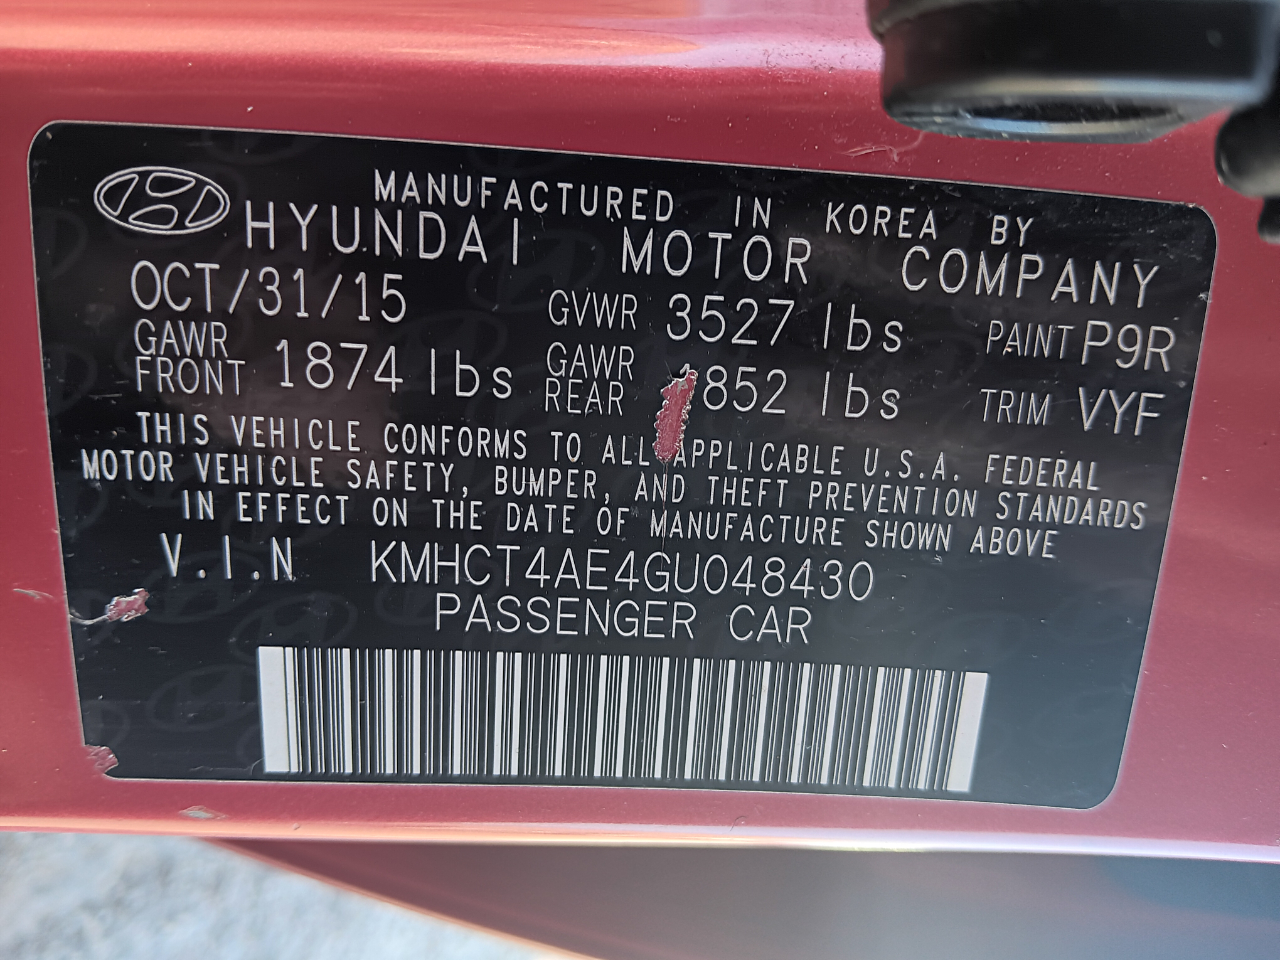 MANUFACTURED IN KOREA BY
HYUNDAI MOTOR COMPANY
OCT/31/15 GVWR 3527 lbs PAINT P9R
GAWR FRONT 1874 lbs GAWR REAR 852 lbs TRIM VYF
THIS VEHICLE CONFORMS TO ALL APPLICABLE U.S.A. FEDERAL
MOTOR VEHICLE SAFETY, BUMPER, AND THEFT PREVENTION STANDARDS
IN EFFECT ON THE DATE OF MANUFACTURE SHOWN ABOVE
V.I.N KMHCT4AE4GU048430
PASSENGER CAR